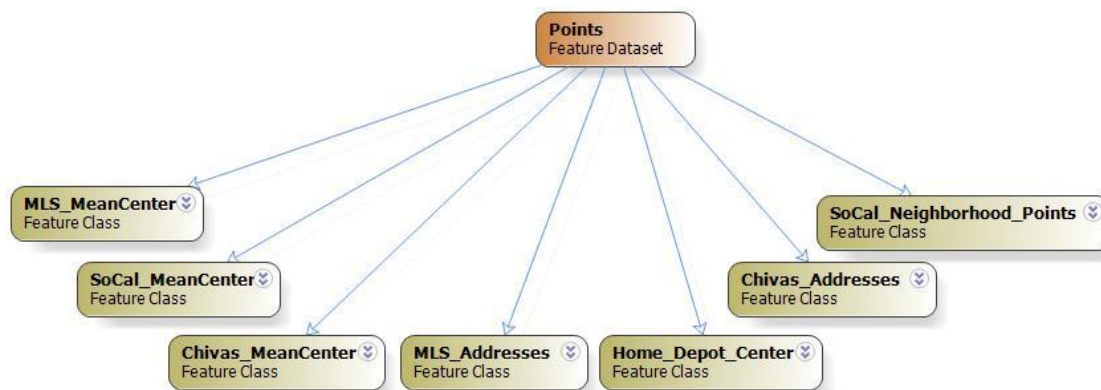 Points
Feature Dataset
MLS_MeanCenter
Feature Class
SoCal_Neighborhood_Points
Feature Class
SoCal_MeanCenter
Feature Class
Chivas_Addresses
Feature Class
Chivas_MeanCenter
Feature Class
MLS_Addresses
Feature Class
Home_Depot_Center
Feature Class